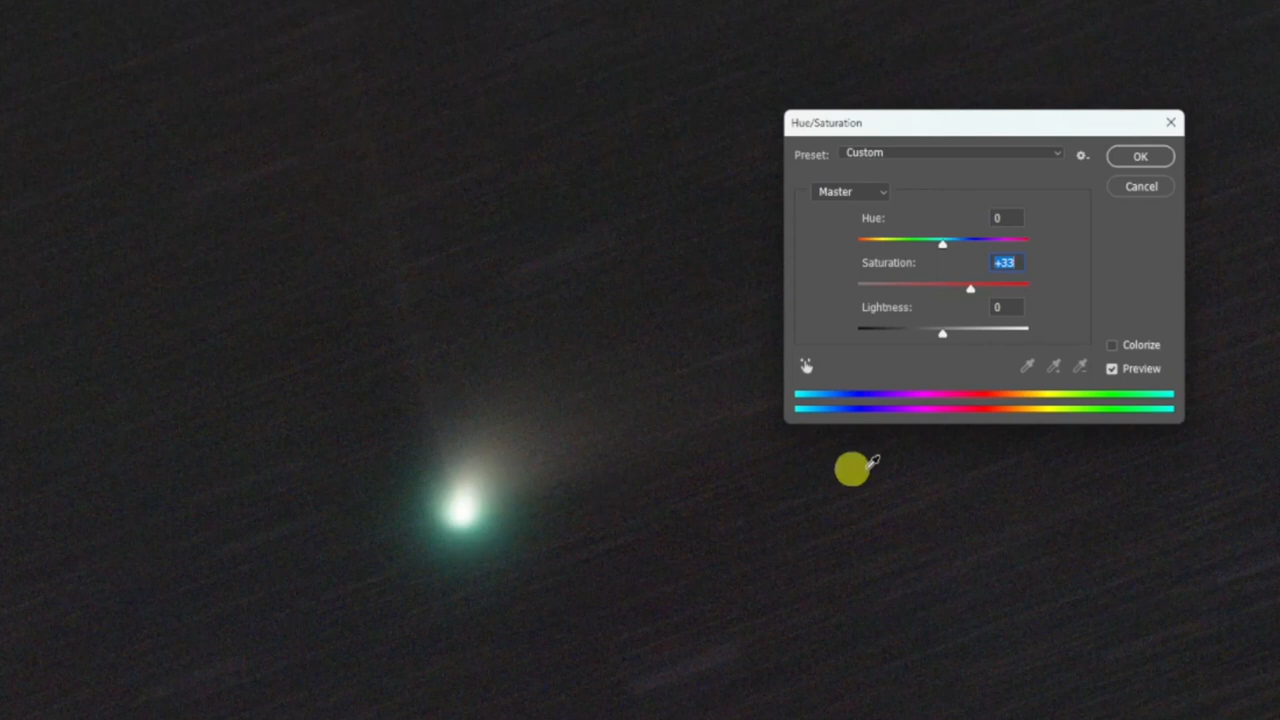 Hue/Saturation
Preset: Custom
OK
Cancel
Master
Hue: 0
Saturation: +33
Lightness: 0
Colorize
Preview